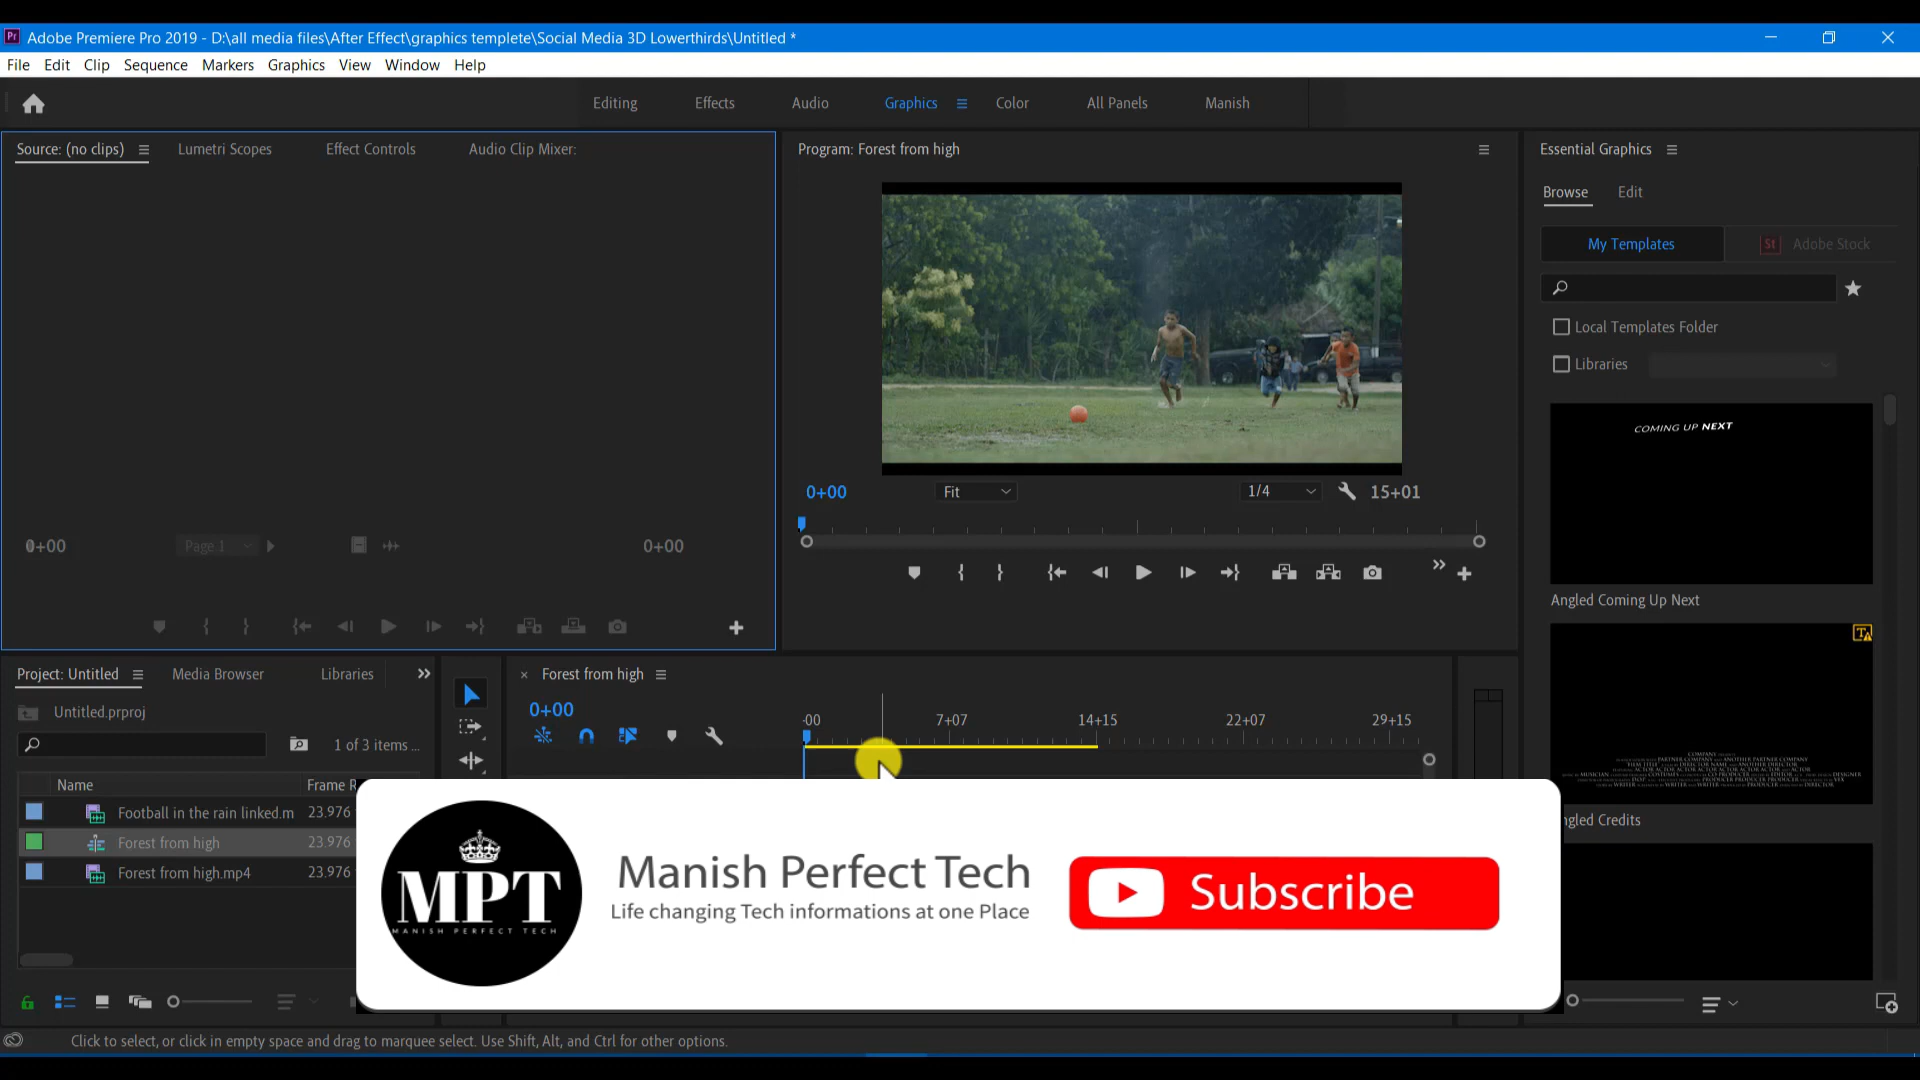 Pr Adobe Premiere Pro 2019 - D:\all media files\After Effect\graphics templete\Social Media 3D Lowerthirds\Untitled *
File Edit Clip Sequence Markers Graphics View Window Help
Editing Effects Audio Graphics Color All Panels Manish
Source: (no clips) Lumetri Scopes Effect Controls Audio Clip Mixer:
0+00 Page 1 0+00
Program: Forest from high
0+00 Fit 1/4 15+01
Essential Graphics
Browse Edit
My Templates St Adobe Stock
Local Templates Folder
Libraries
COMING UP NEXT
Angled Coming Up Next
ngled Credits
Project: Untitled Media Browser Libraries
Untitled.prproj
1 of 3 items ...
Name Frame R
Football in the rain linked.m 23.976
Forest from high 23.976
Forest from high.mp4 23.976
× Forest from high
0+00
:00 7+07 14+15 22+07 29+15
MPT
MANISH PERFECT TECH
Manish Perfect Tech
Life changing Tech informations at one Place
Subscribe
Click to select, or click in empty space and drag to marquee select. Use Shift, Alt, and Ctrl for other options.